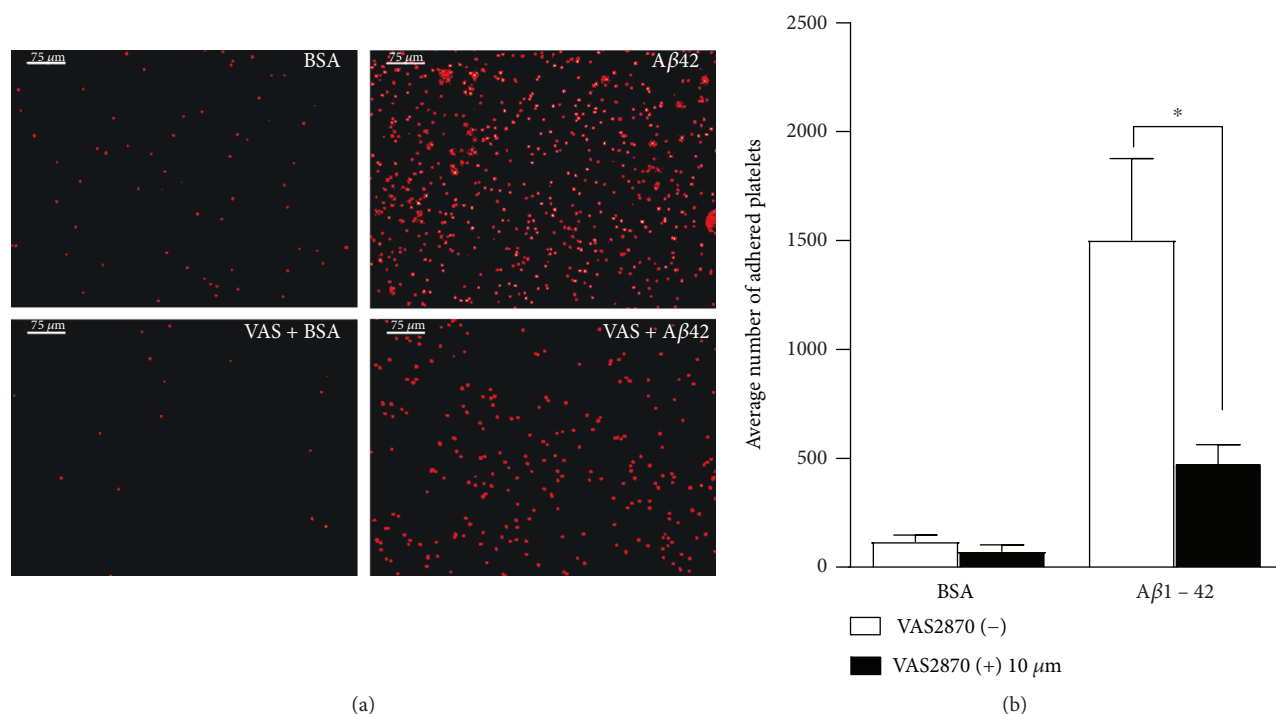 75 μm
BSA
75 μm
Aβ42
75 μm
VAS + BSA
75 μm
VAS + Aβ42
(a)
Average number of adhered platelets
2500
2000
1500
1000
500
0
*
BSA
Aβ1 – 42
VAS2870 (−)
VAS2870 (+) 10 μm
(b)